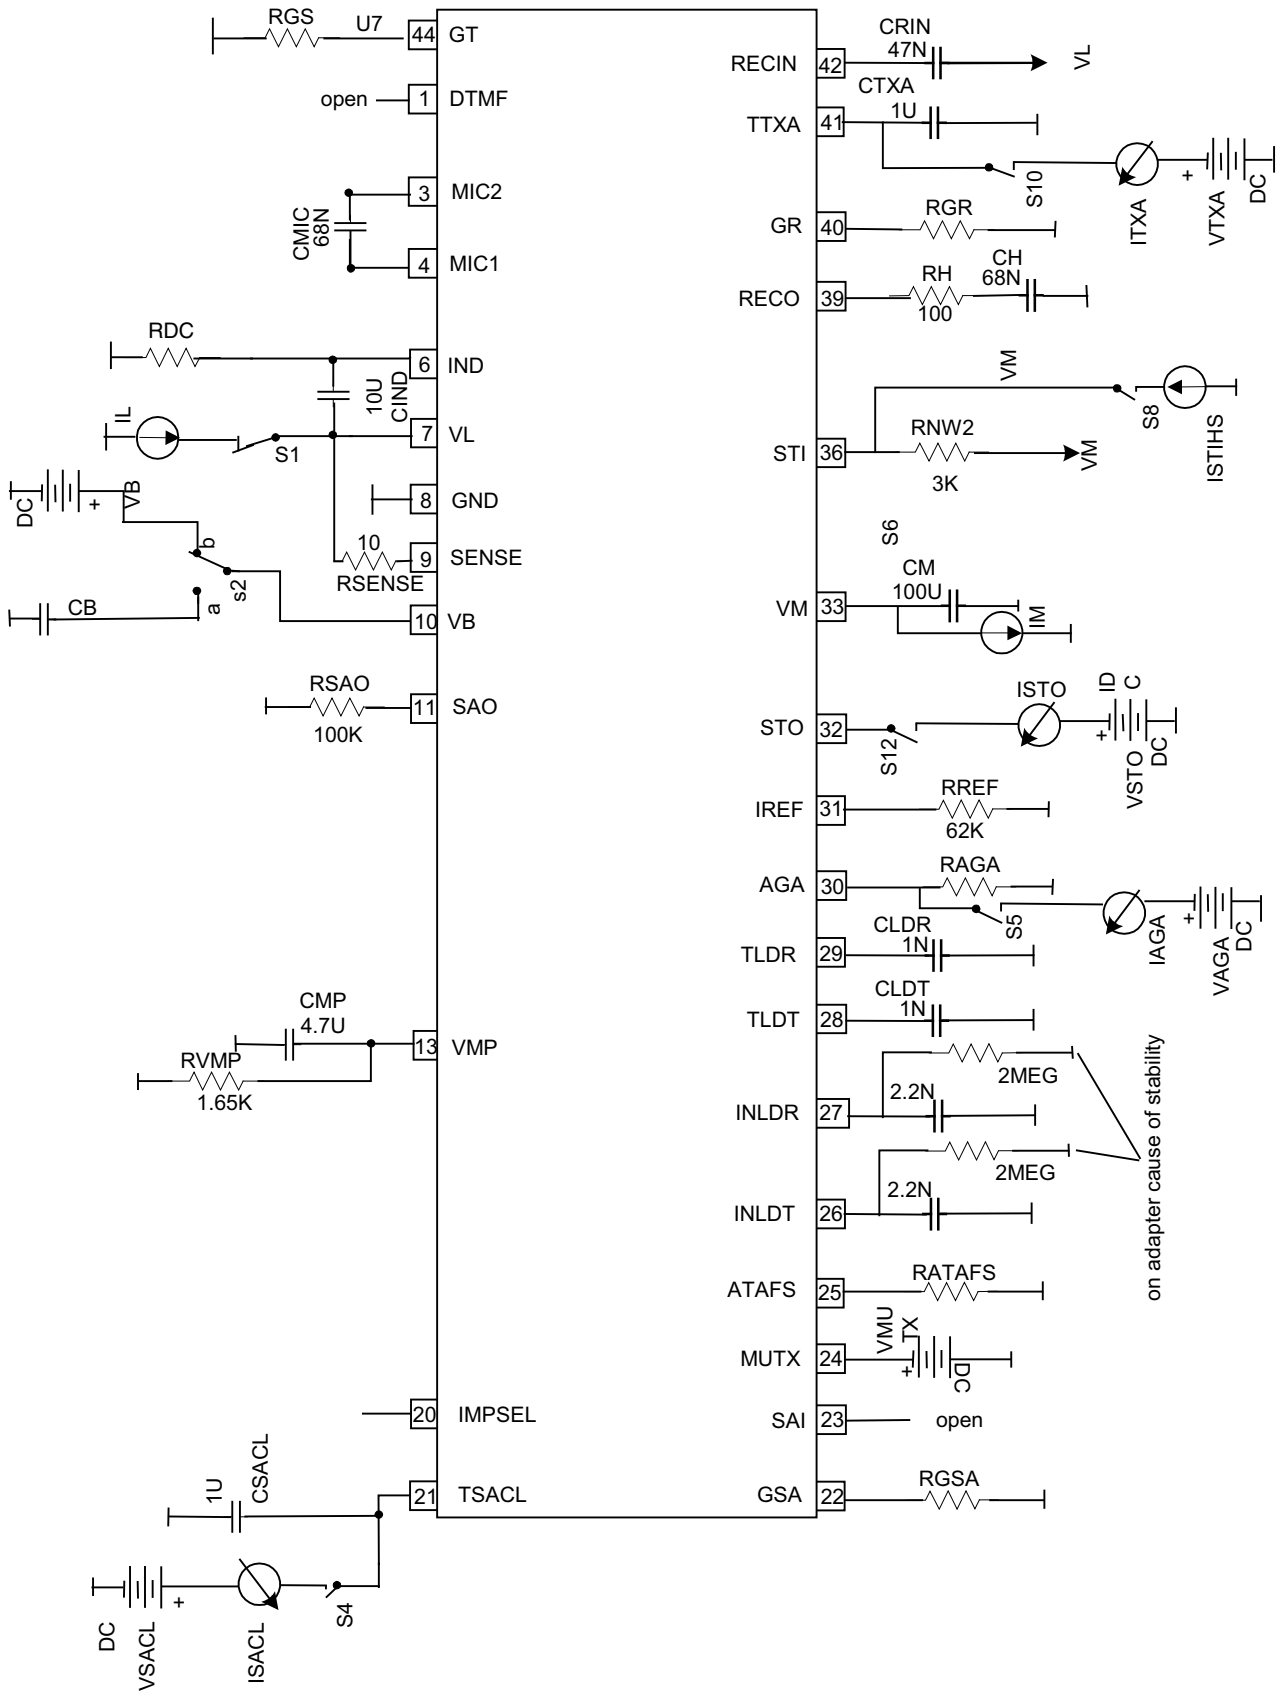 RGS
U7
44 GT
open
1 DTMF
3 MIC2
CMIC
68N
4 MIC1
RDC
6 IND
10U
CIND
IL
S1
7 VL
DC
+
VB
8 GND
b
10
RSENSE
9 SENSE
s2
a
CB
10 VB
RSAO
100K
11 SAO
CMP
4.7U
13 VMP
RVMP
1.65K
20 IMPSEL
1U
CSACL
21 TSACL
DC
VSACL
+
ISACL
S4
RECIN 42
CRIN
47N
VL
TTXA 41
CTXA
1U
S10
ITXA
+
VTXA
DC
GR 40
RGR
RECO 39
RH
100
CH
68N
VM
S8
ISTIHS
STI 36
RNW2
3K
VM
S6
VM 33
CM
100U
IM
STO 32
S12
ISTO
ID
C
+
VSTO
DC
IREF 31
RREF
62K
AGA 30
RAGA
S5
IAGA
+
VAGA
DC
TLDR 29
CLDR
1N
TLDT 28
CLDT
1N
2MEG
INLDR 27
2.2N
2MEG
INLDT 26
2.2N
on adapter cause of stability
ATAFS 25
RATAFS
MUTX 24
VMU
TX
+
DC
SAI 23
open
GSA 22
RGSA